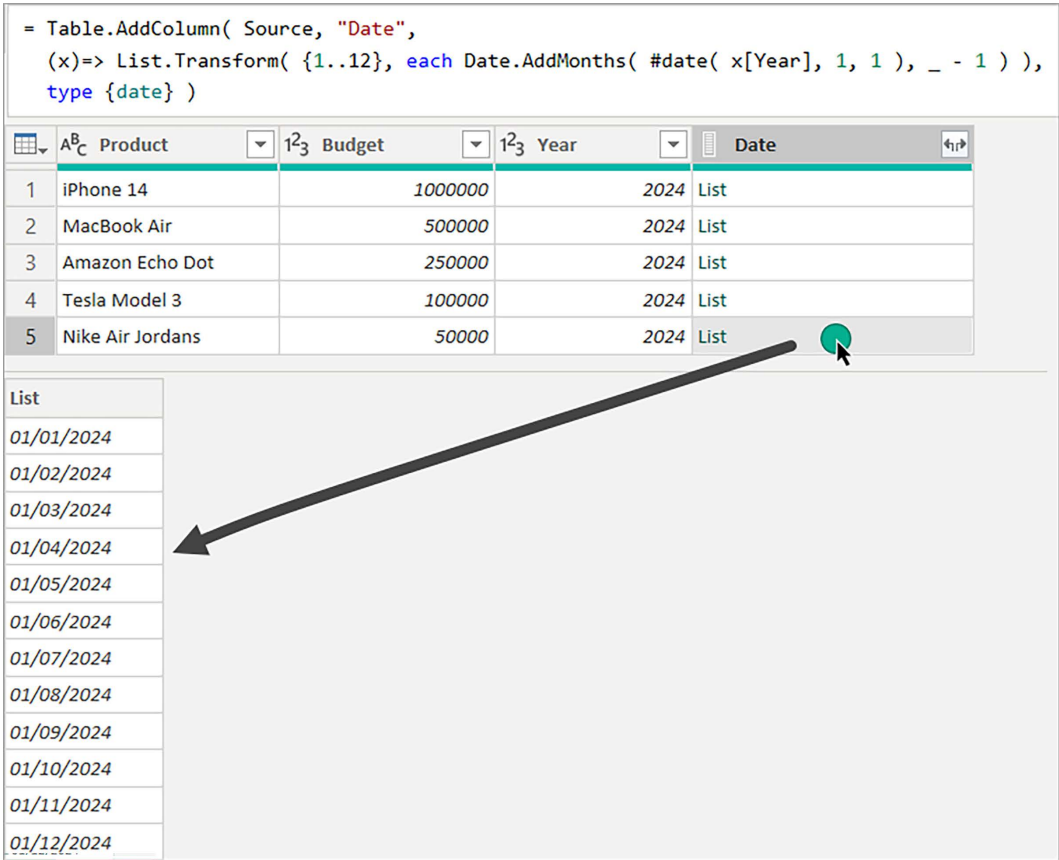 = Table.AddColumn( Source, "Date",
(x)=> List.Transform( {1..12}, each Date.AddMonths( #date( x[Year], 1, 1 ), _ - 1 ) ),
type {date} )
ABC Product 123 Budget 123 Year Date
1 iPhone 14 1000000 2024 List
2 MacBook Air 500000 2024 List
3 Amazon Echo Dot 250000 2024 List
4 Tesla Model 3 100000 2024 List
5 Nike Air Jordans 50000 2024 List
List
01/01/2024
01/02/2024
01/03/2024
01/04/2024
01/05/2024
01/06/2024
01/07/2024
01/08/2024
01/09/2024
01/10/2024
01/11/2024
01/12/2024